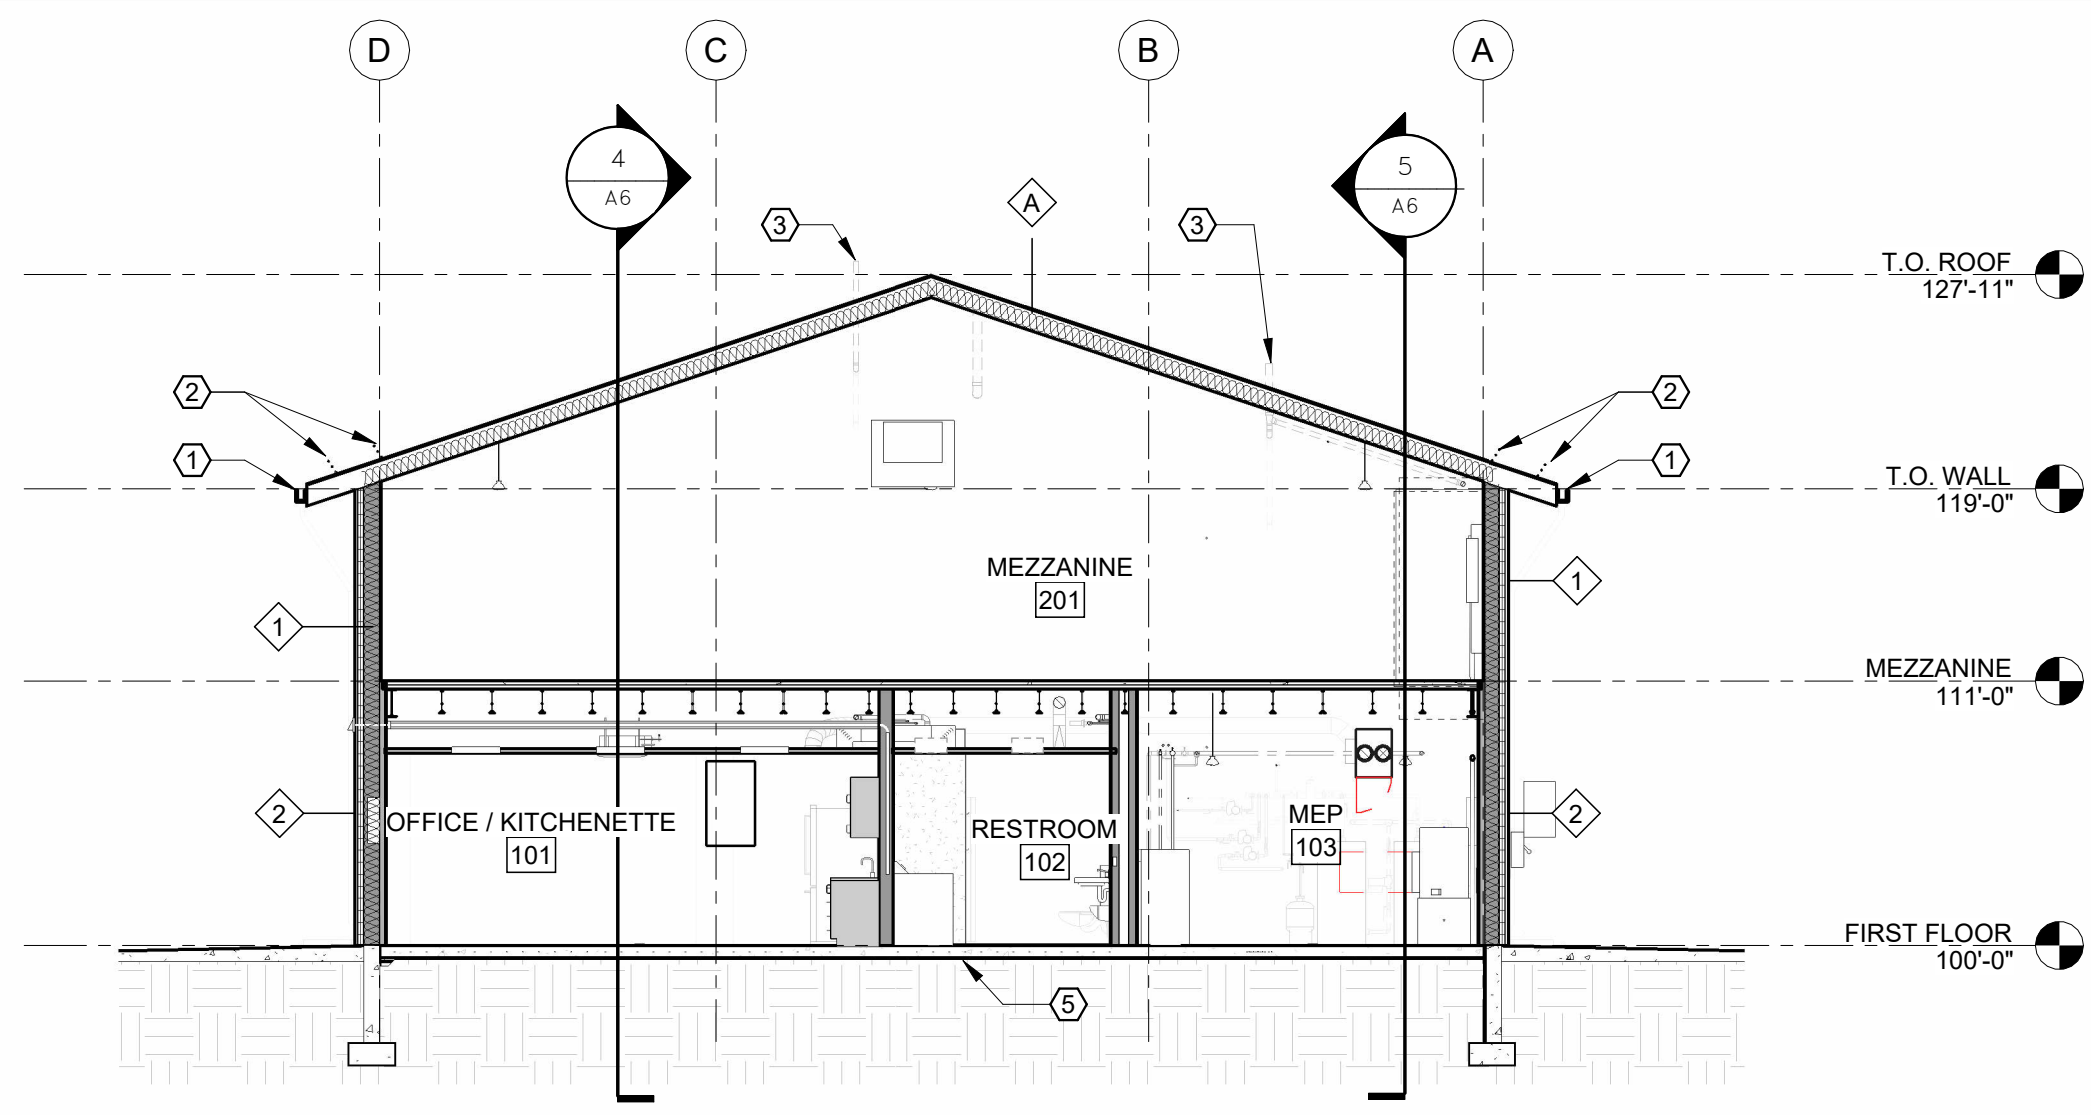 D
C
B
A
4
A6
5
A6
3
A
3
T.O. ROOF
127'-11"
2
2
1
1
T.O. WALL
119'-0"
MEZZANINE
201
1
1
MEZZANINE
111'-0"
2
OFFICE / KITCHENETTE
101
RESTROOM
102
MEP
103
2
FIRST FLOOR
100'-0"
5